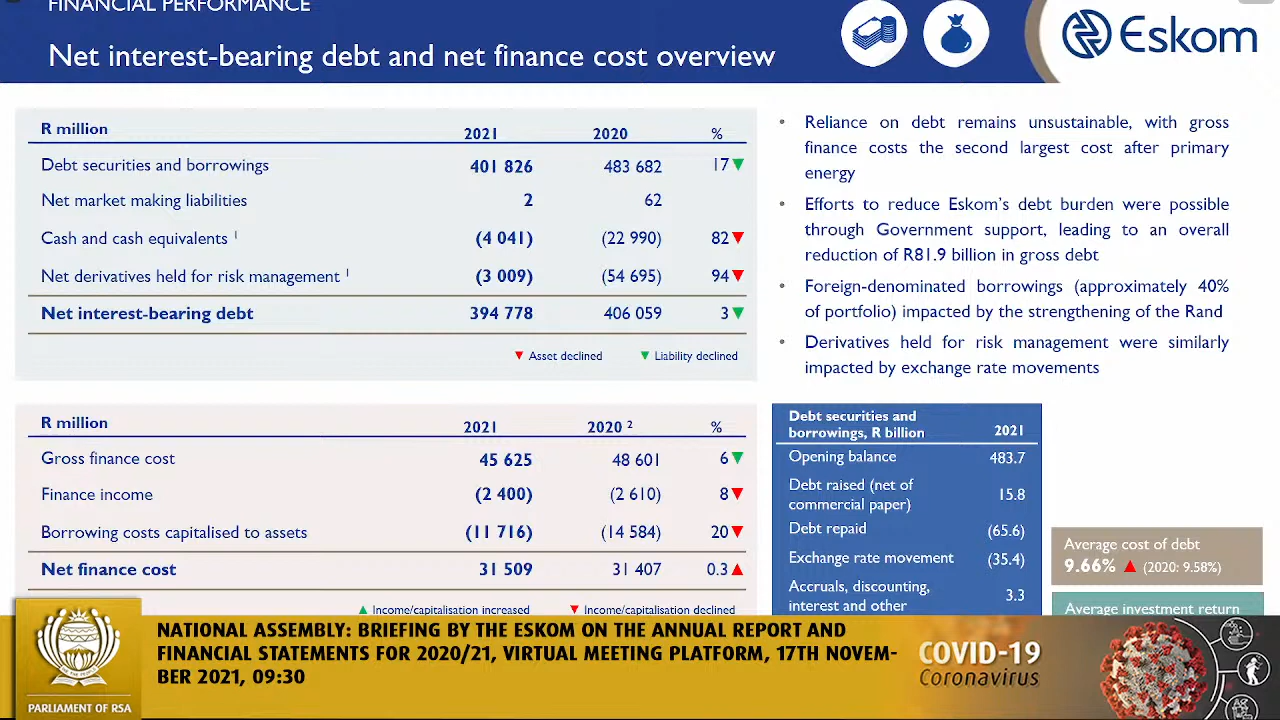 FINANCIAL PERFORMANCE
Net interest-bearing debt and net finance cost overview
Eskom
R million 2021 2020 %
Debt securities and borrowings 401 826 483 682 17▼
Net market making liabilities 2 62
Cash and cash equivalents ¹ (4 041) (22 990) 82▼
Net derivatives held for risk management ¹ (3 009) (54 695) 94▼
Net interest-bearing debt 394 778 406 059 3▼
▼ Asset declined ▼ Liability declined
• Reliance on debt remains unsustainable, with gross
finance costs the second largest cost after primary
energy
• Efforts to reduce Eskom's debt burden were possible
through Government support, leading to an overall
reduction of R81.9 billion in gross debt
• Foreign-denominated borrowings (approximately 40%
of portfolio) impacted by the strengthening of the Rand
• Derivatives held for risk management were similarly
impacted by exchange rate movements
R million 2021 2020 ² %
Gross finance cost 45 625 48 601 6▼
Finance income (2 400) (2 610) 8▼
Borrowing costs capitalised to assets (11 716) (14 584) 20▼
Net finance cost 31 509 31 407 0.3▲
▲ Income/capitalisation increased ▼ Income/capitalisation declined
Debt securities and
borrowings, R billion 2021
Opening balance 483.7
Debt raised (net of
commercial paper) 15.8
Debt repaid (65.6)
Exchange rate movement (35.4)
Accruals, discounting,
interest and other 3.3
Average cost of debt
9.66% ▲ (2020: 9.58%)
Average investment return
PARLIAMENT OF RSA
NATIONAL ASSEMBLY: BRIEFING BY THE ESKOM ON THE ANNUAL REPORT AND
FINANCIAL STATEMENTS FOR 2020/21, VIRTUAL MEETING PLATFORM, 17TH NOVEM-
BER 2021, 09:30
COVID-19
Coronavirus